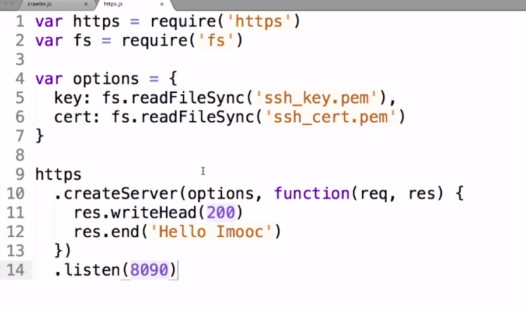 crawler.js × https.js ×
1 var https = require('https')
2 var fs = require('fs')
3
4 var options = {
5 key: fs.readFileSync('ssh_key.pem'),
6 cert: fs.readFileSync('ssh_cert.pem')
7 }
8
9 https
10 .createServer(options, function(req, res) {
11 res.writeHead(200)
12 res.end('Hello Imooc')
13 })
14 .listen(8090)